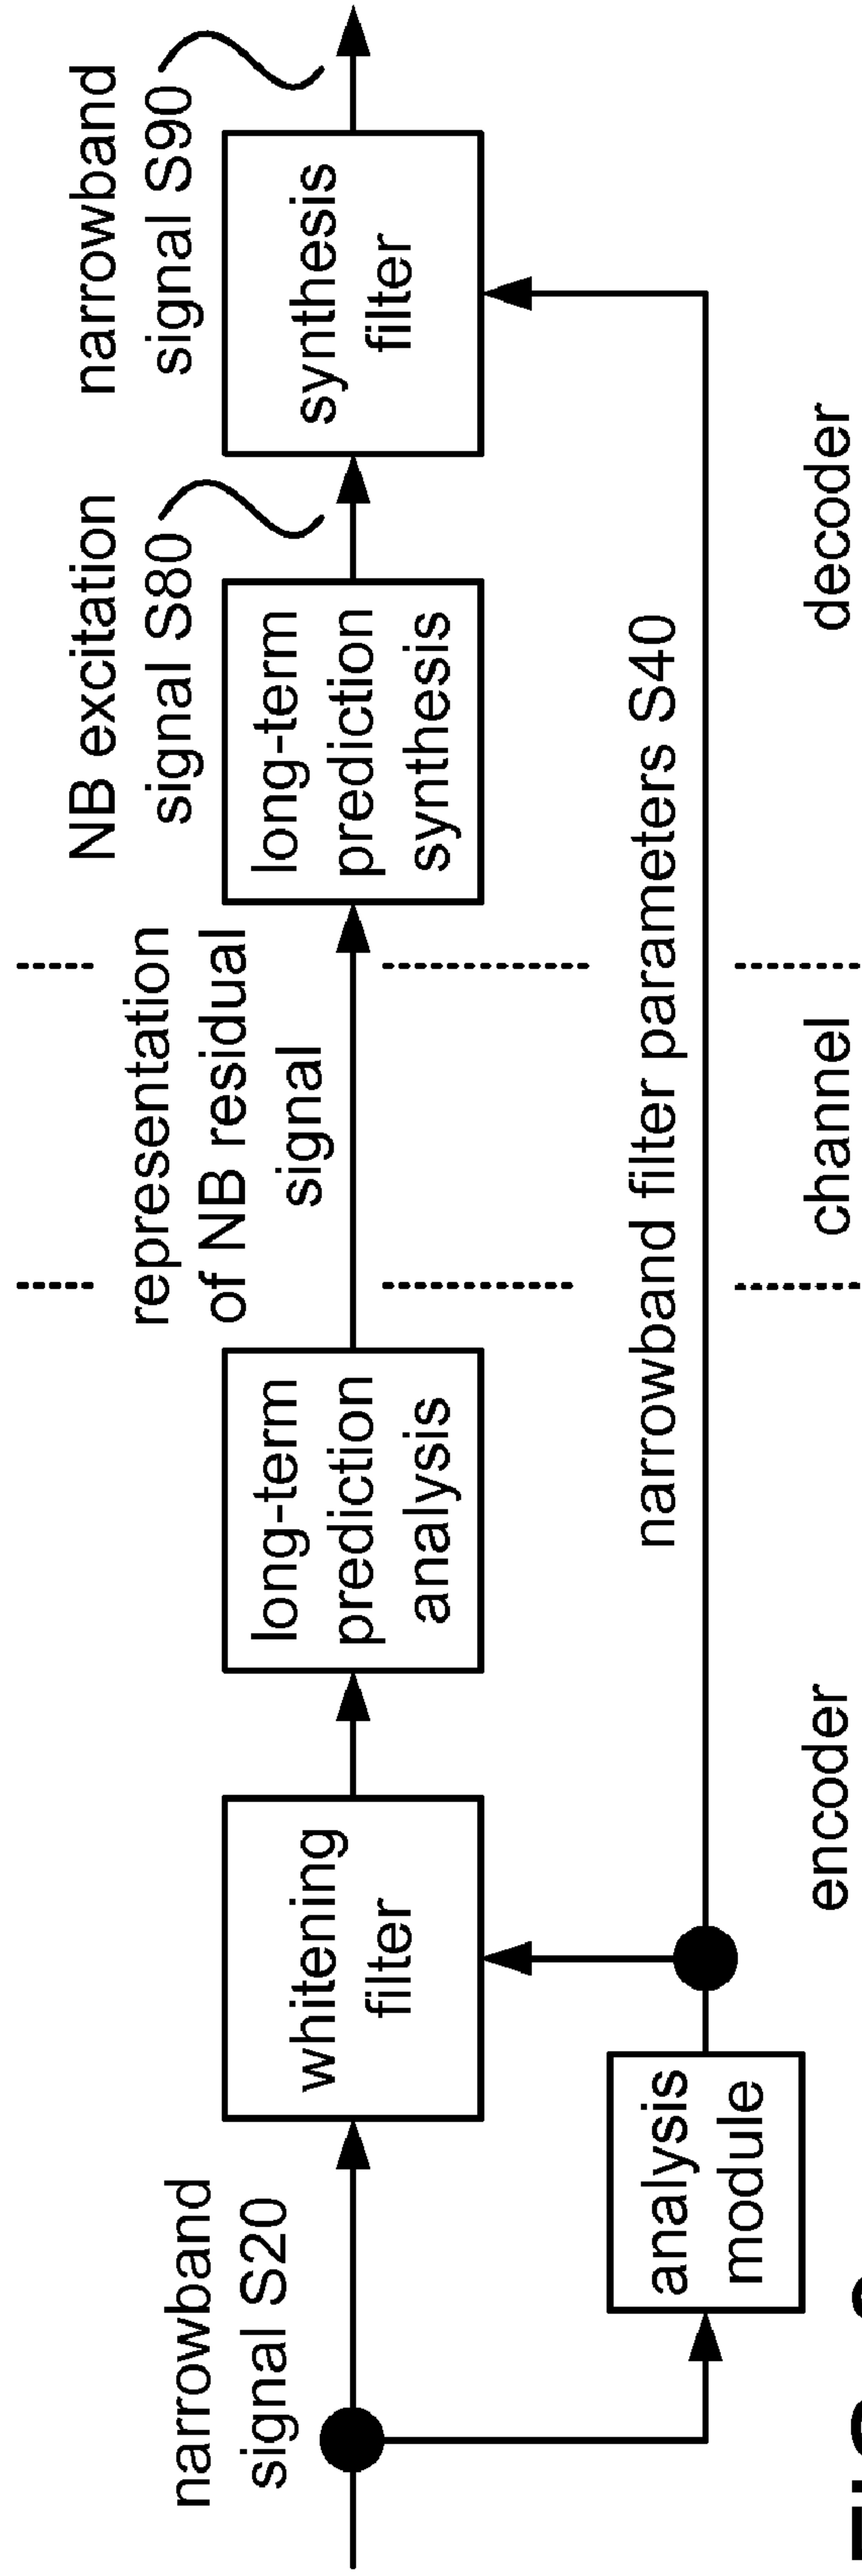 narrowband
signal S20
whitening
filter
analysis
module
long-term
prediction
analysis
representation
of NB residual
signal
narrowband filter parameters S40
long-term
prediction
synthesis
NB excitation
signal S80
synthesis
filter
narrowband
signal S90
encoder
channel
decoder